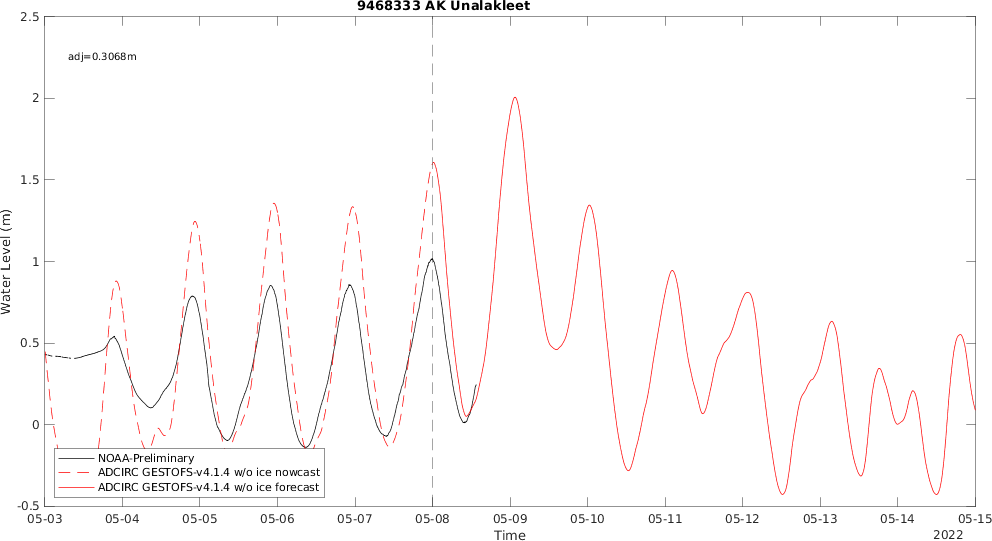 9468333 AK Unalakleet
adj=0.3068m
Water Level (m)
2.5
2
1.5
1
0.5
0
-0.5
NOAA-Preliminary
ADCIRC GESTOFS-v4.1.4 w/o ice nowcast
ADCIRC GESTOFS-v4.1.4 w/o ice forecast
05-03 05-04 05-05 05-06 05-07 05-08 05-09 05-10 05-11 05-12 05-13 05-14 05-15
Time
2022